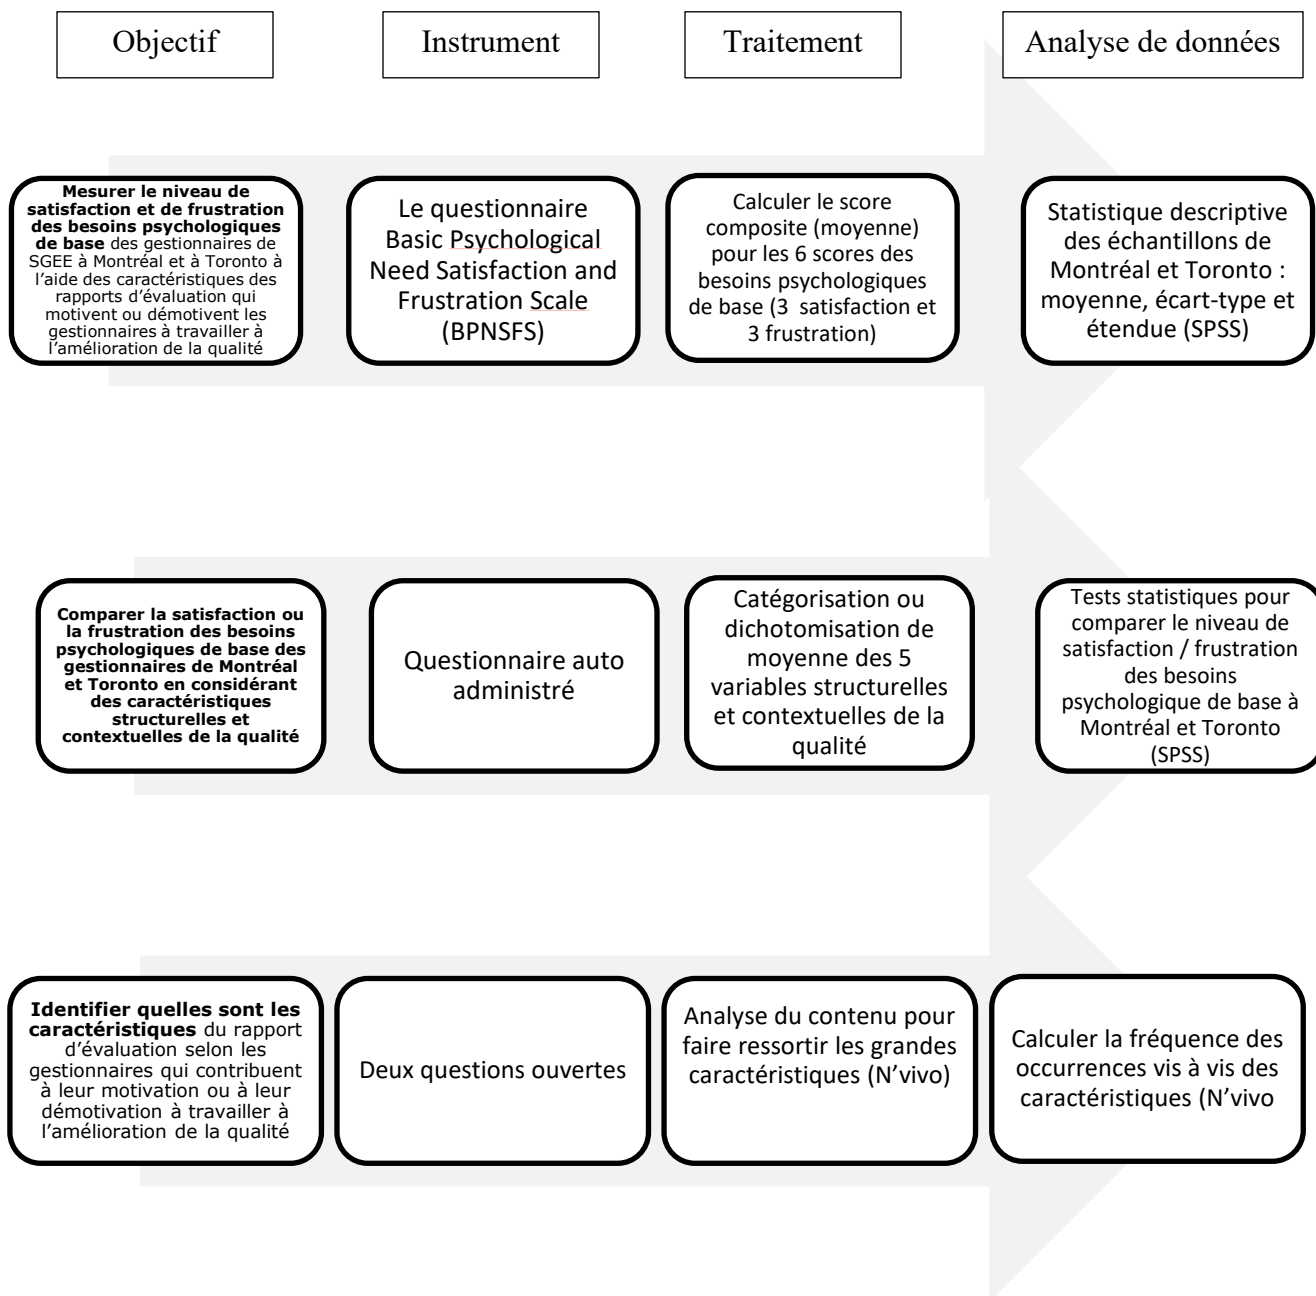 Objectif
Instrument
Traitement
Analyse de données
Mesurer le niveau de
satisfaction et de frustration
des besoins psychologiques
de base des gestionnaires de
SGEE à Montréal et à Toronto à
l'aide des caractéristiques des
rapports d'évaluation qui
motivent ou démotivent les
gestionnaires à travailler à
l'amélioration de la qualité
Le questionnaire
Basic Psychological
Need Satisfaction and
Frustration Scale
(BPNSFS)
Calculer le score
composite (moyenne)
pour les 6 scores des
besoins psychologiques
de base (3 satisfaction et
3 frustration)
Statistique descriptive
des échantillons de
Montréal et Toronto :
moyenne, écart-type et
étendue (SPSS)
Comparer la satisfaction ou
la frustration des besoins
psychologiques de base des
gestionnaires de Montréal
et Toronto en considérant
des caractéristiques
structurelles et
contextuelles de la qualité
Questionnaire auto
administré
Catégorisation ou
dichotomisation de
moyenne des 5
variables structurelles
et contextuelles de la
qualité
Tests statistiques pour
comparer le niveau de
satisfaction / frustration
des besoins
psychologique de base à
Montréal et Toronto
(SPSS)
Identifier quelles sont les
caractéristiques du rapport
d'évaluation selon les
gestionnaires qui contribuent
à leur motivation ou à leur
démotivation à travailler à
l'amélioration de la qualité
Deux questions ouvertes
Analyse du contenu pour
faire ressortir les grandes
caractéristiques (N'vivo)
Calculer la fréquence des
occurrences vis à vis des
caractéristiques (N'vivo